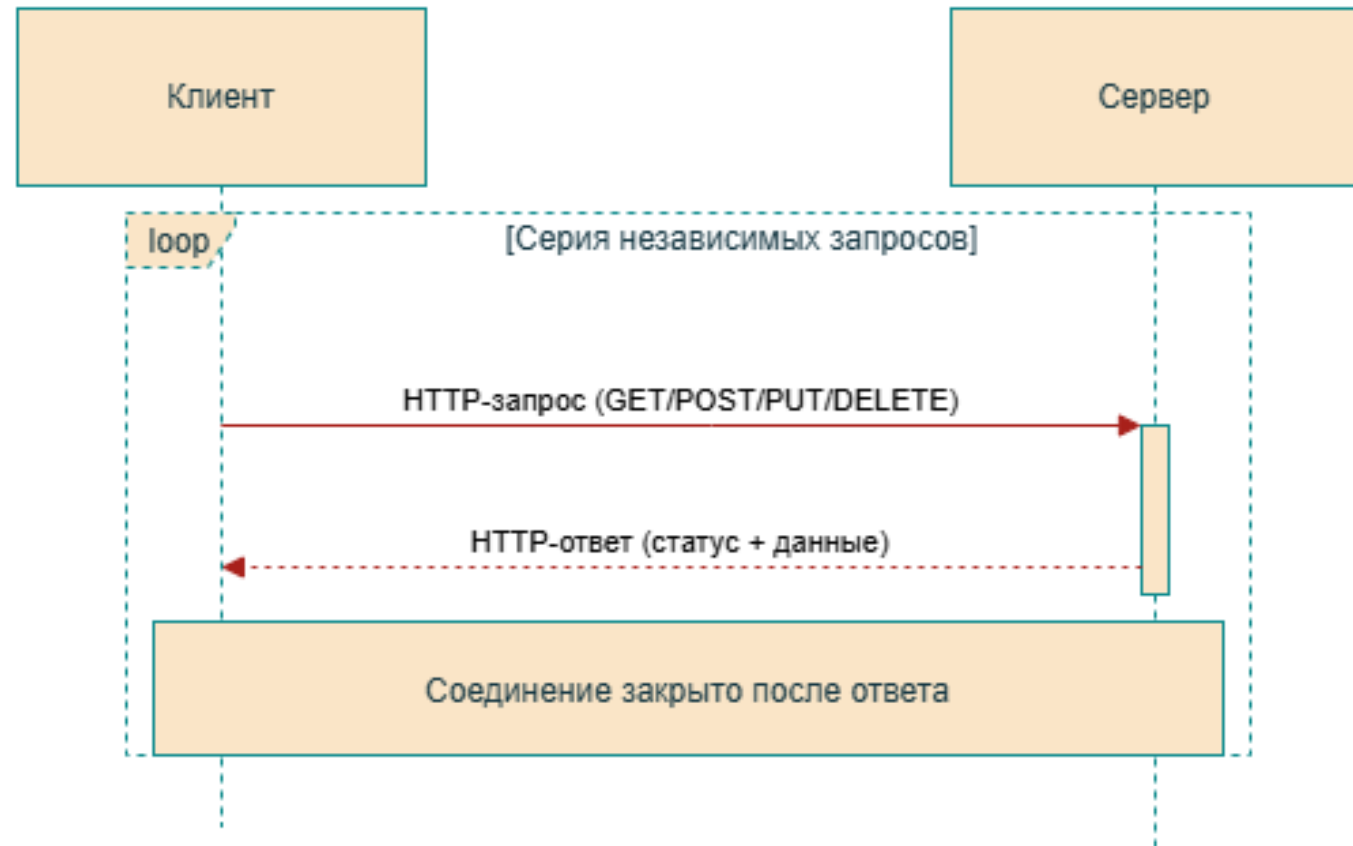 Клиент
Сервер
loop
[Серия независимых запросов]
HTTP-запрос (GET/POST/PUT/DELETE)
HTTP-ответ (статус + данные)
Соединение закрыто после ответа